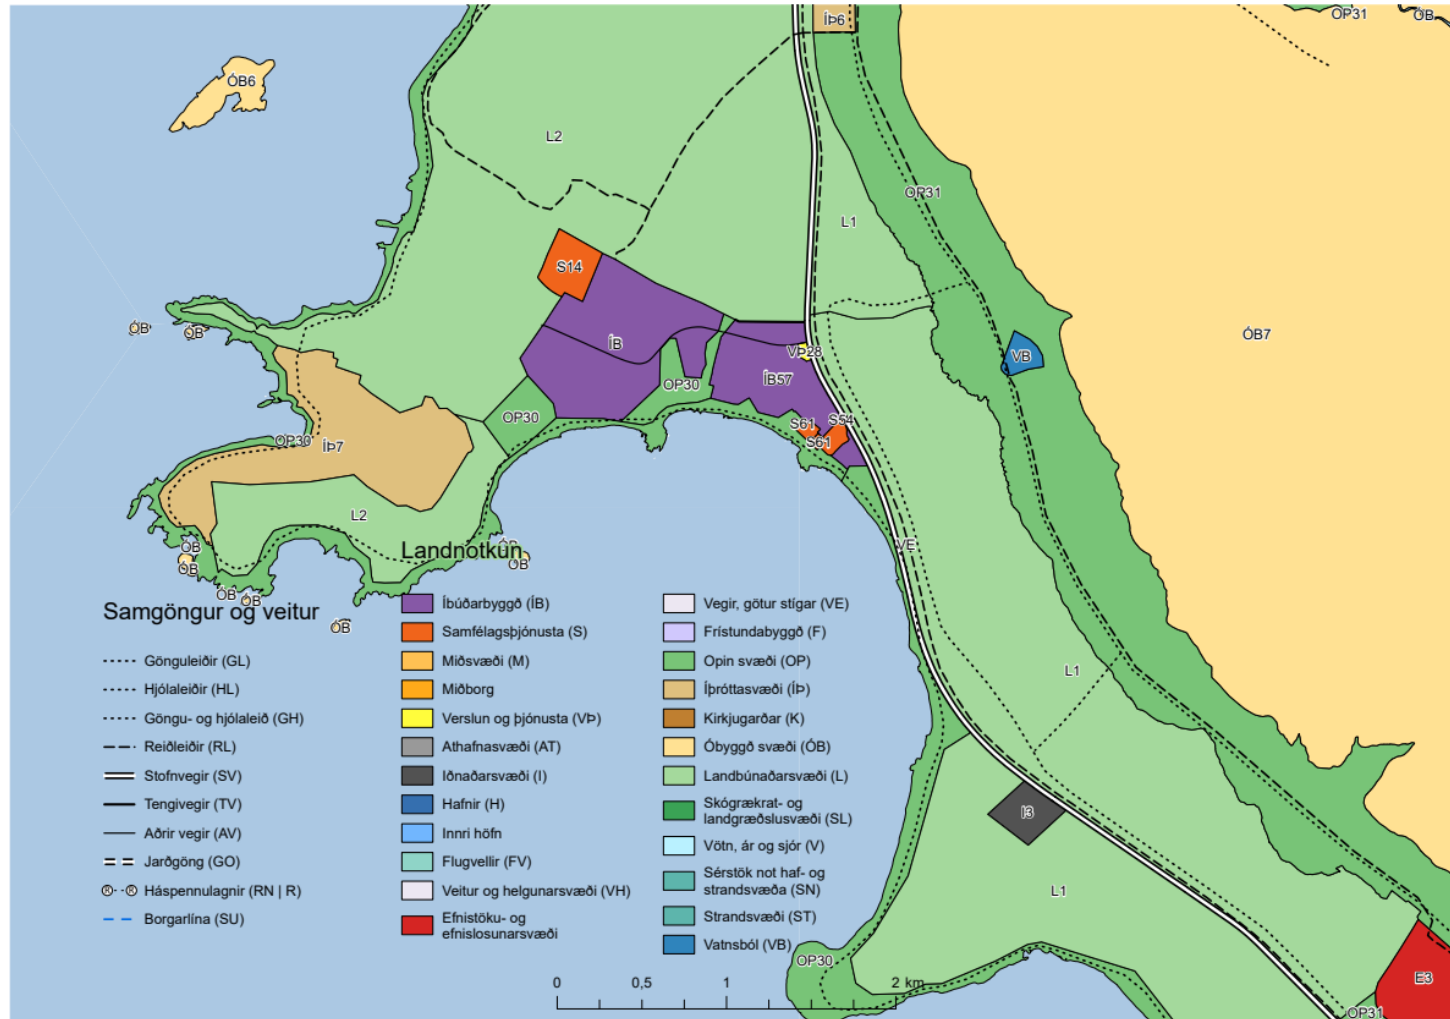 ÍÞ6
OP31
ÓB
ÓB6
L2
OP31
L1
S14
ÓB
ÓB
ÍB
VÞ28
VB
ÓB7
ÍB57
OP30
OP30
S61
S54
S61
OP30
ÍÞ7
L2
VE
ÓB
ÓB
ÓB
ÓB
ÓB
ÓB
ÓB
L1
I3
L1
OP30
E3
OP31
Landnotkun
Samgöngur og veitur
Gönguleiðir (GL)
Hjólaleiðir (HL)
Göngu- og hjólaleið (GH)
Reiðleiðir (RL)
Stofnvegir (SV)
Tengivegir (TV)
Aðrir vegir (AV)
Jarðgöng (GO)
Háspennulagnir (RN | R)
Borgarlína (SU)
Íbúðarbyggð (ÍB)
Samfélagsþjónusta (S)
Miðsvæði (M)
Miðborg
Verslun og þjónusta (VÞ)
Athafnasvæði (AT)
Iðnaðarsvæði (I)
Hafnir (H)
Innri höfn
Flugvellir (FV)
Veitur og helgunarsvæði (VH)
Efnistöku- og
efnislosunarsvæði
Vegir, götur stígar (VE)
Frístundabyggð (F)
Opin svæði (OP)
Íþróttasvæði (ÍÞ)
Kirkjugarðar (K)
Óbyggð svæði (ÓB)
Landbúnaðarsvæði (L)
Skógrækrat- og
landgræðslusvæði (SL)
Vötn, ár og sjór (V)
Sérstök not haf- og
strandsvæða (SN)
Strandsvæði (ST)
Vatnsból (VB)
0 0,5 1 2 km